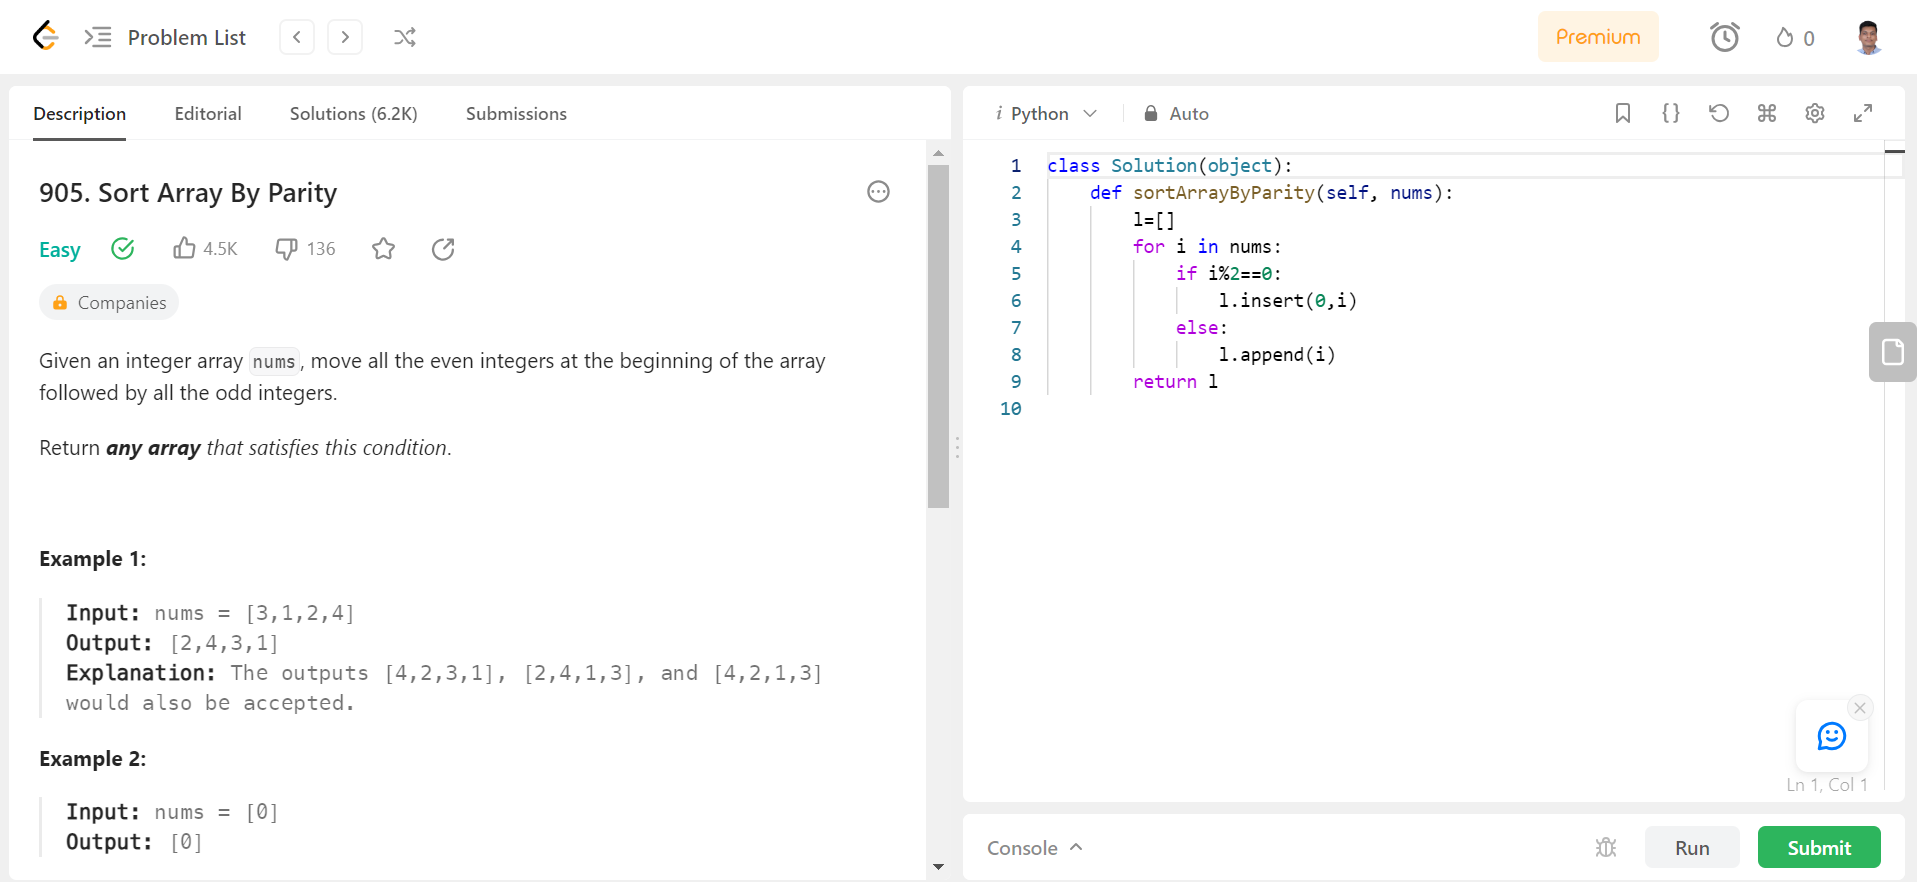 Problem List
Premium
0
Description Editorial Solutions (6.2K) Submissions
905. Sort Array By Parity
Easy 4.5K 136
Companies
Given an integer array nums, move all the even integers at the beginning of the array
followed by all the odd integers.
Return any array that satisfies this condition.
Example 1:
Input: nums = [3,1,2,4]
Output: [2,4,3,1]
Explanation: The outputs [4,2,3,1], [2,4,1,3], and [4,2,1,3]
would also be accepted.
Example 2:
Input: nums = [0]
Output: [0]
i Python Auto
1 class Solution(object):
2 def sortArrayByParity(self, nums):
3 l=[]
4 for i in nums:
5 if i%2==0:
6 l.insert(0,i)
7 else:
8 l.append(i)
9 return l
10
Ln 1, Col 1
Console Run Submit